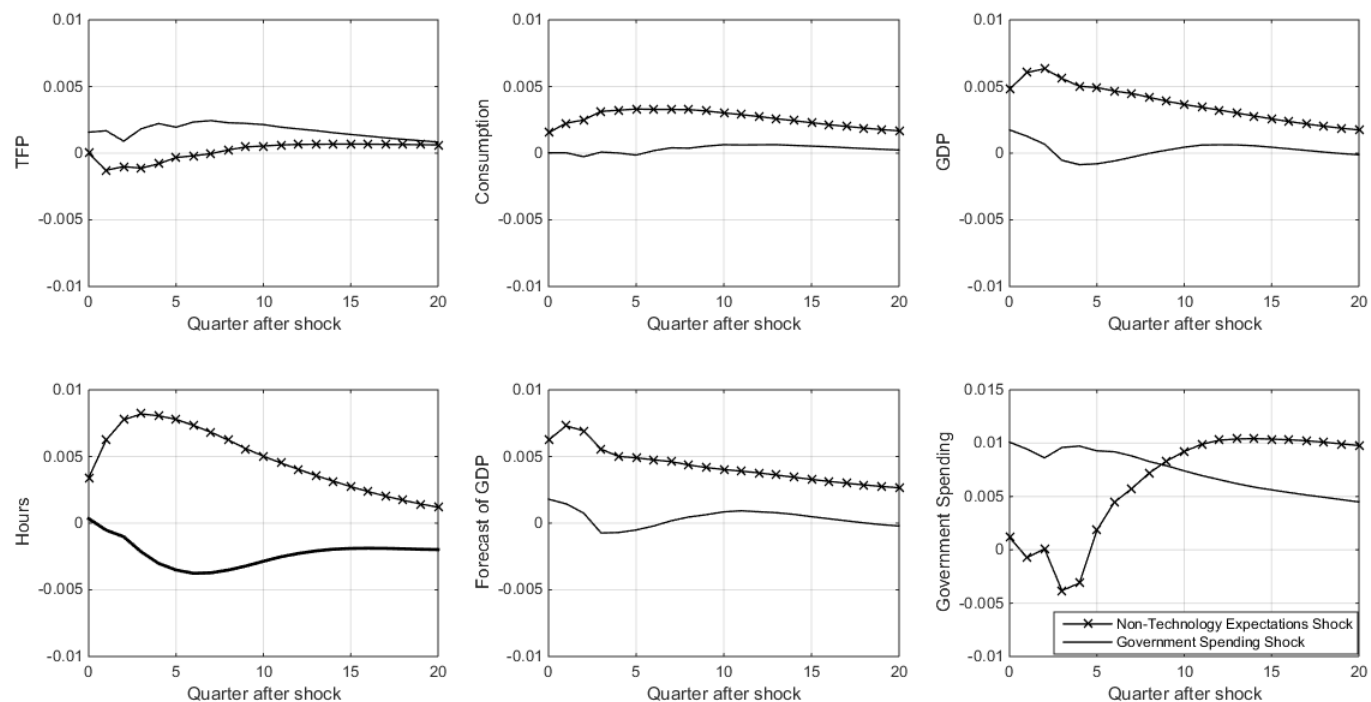 0.01
0.005
0
-0.005
-0.01
TFP
0 5 10 15 20
Quarter after shock
0.01
0.005
0
-0.005
-0.01
Consumption
0 5 10 15 20
Quarter after shock
0.01
0.005
0
-0.005
-0.01
GDP
0 5 10 15 20
Quarter after shock
0.01
0.005
0
-0.005
-0.01
Hours
0 5 10 15 20
Quarter after shock
0.01
0.005
0
-0.005
-0.01
Forecast of GDP
0 5 10 15 20
Quarter after shock
0.015
0.01
0.005
0
-0.005
-0.01
Government Spending
Non-Technology Expectations Shock
Government Spending Shock
0 5 10 15 20
Quarter after shock